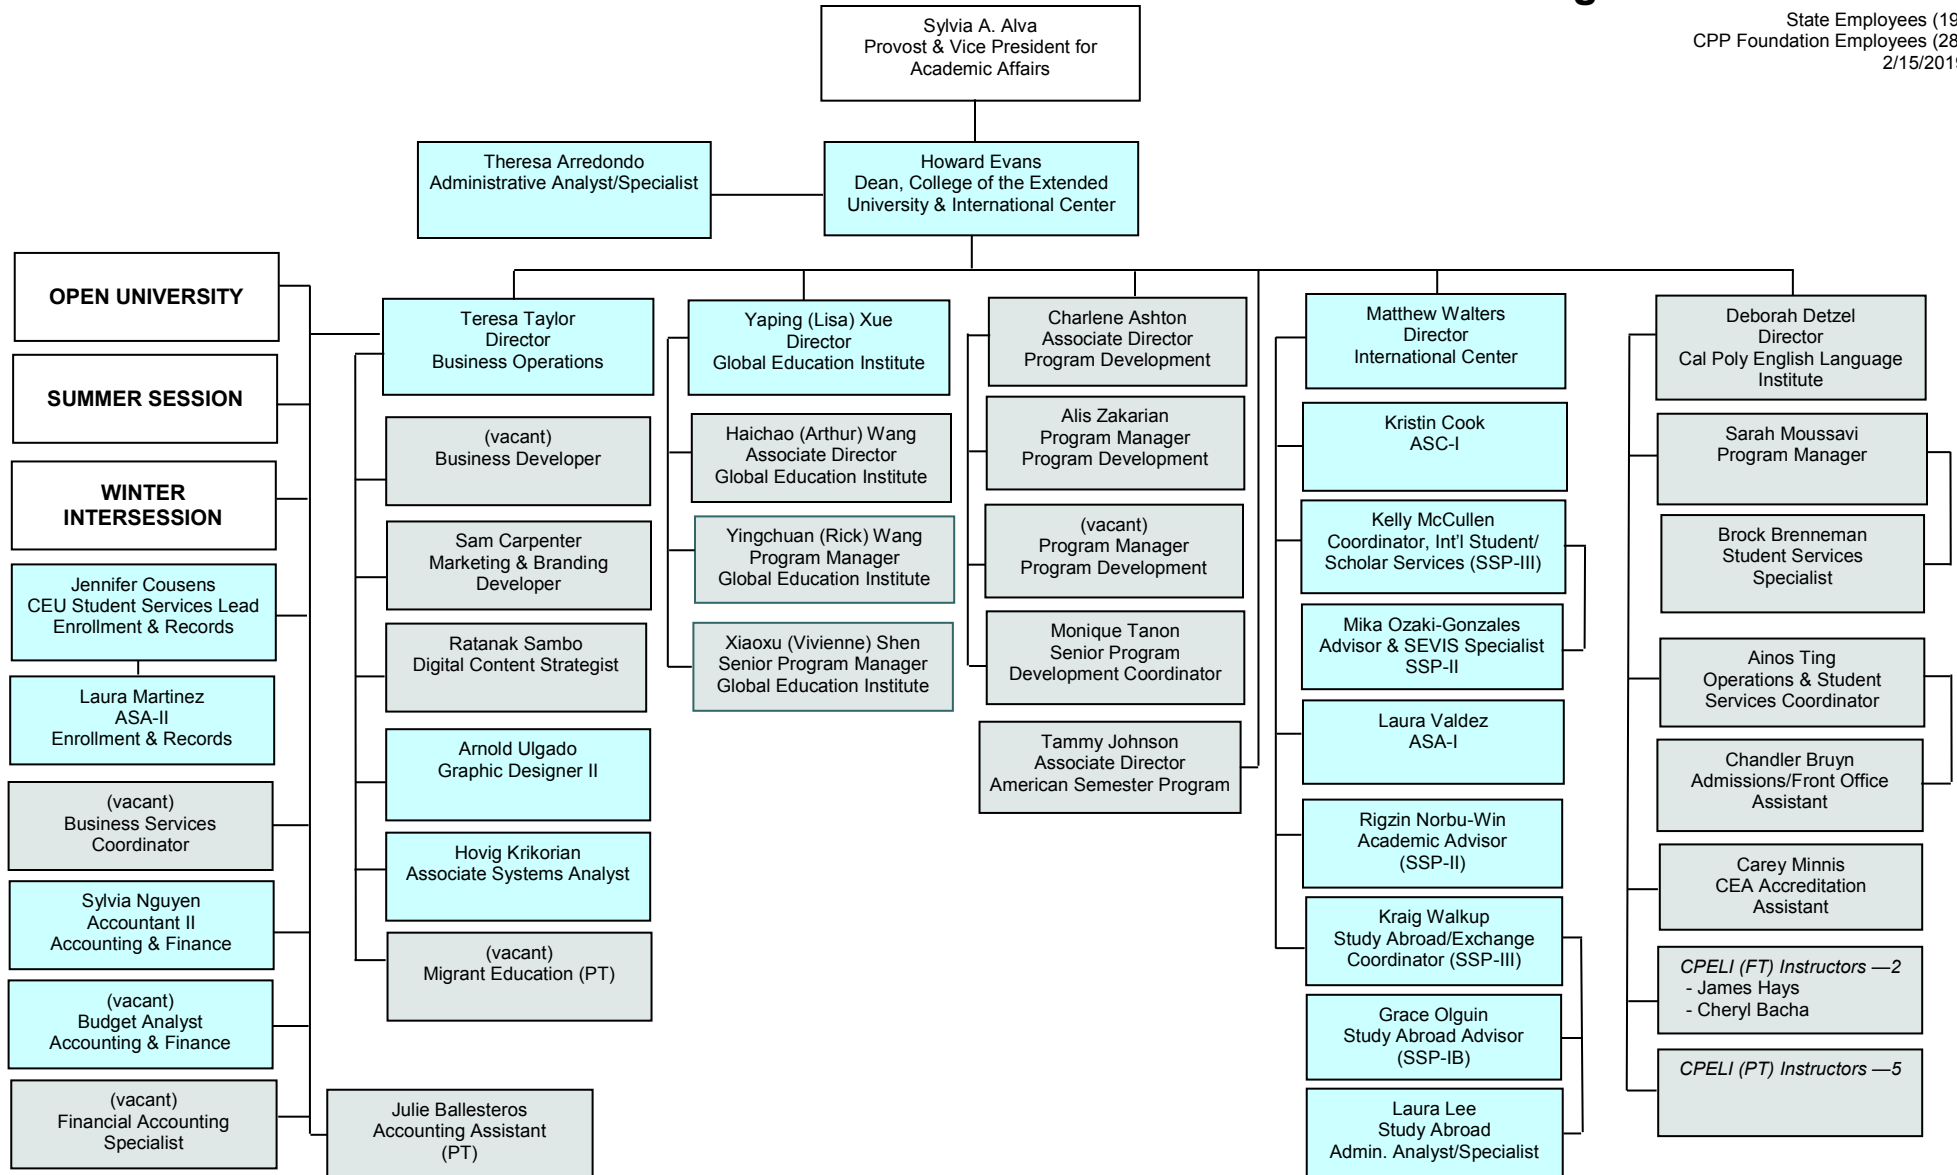 State Employees (19
CPP Foundation Employees (28
2/15/2019
Sylvia A. Alva
Provost & Vice President for
Academic Affairs
Theresa Arredondo
Administrative Analyst/Specialist
Howard Evans
Dean, College of the Extended
University & International Center
OPEN UNIVERSITY
SUMMER SESSION
WINTER
INTERSESSION
Jennifer Cousens
CEU Student Services Lead
Enrollment & Records
Laura Martinez
ASA-II
Enrollment & Records
(vacant)
Business Services
Coordinator
Sylvia Nguyen
Accountant II
Accounting & Finance
(vacant)
Budget Analyst
Accounting & Finance
(vacant)
Financial Accounting
Specialist
Julie Ballesteros
Accounting Assistant
(PT)
Teresa Taylor
Director
Business Operations
(vacant)
Business Developer
Sam Carpenter
Marketing & Branding
Developer
Ratanak Sambo
Digital Content Strategist
Arnold Ulgado
Graphic Designer II
Hovig Krikorian
Associate Systems Analyst
(vacant)
Migrant Education (PT)
Yaping (Lisa) Xue
Director
Global Education Institute
Haichao (Arthur) Wang
Associate Director
Global Education Institute
Yingchuan (Rick) Wang
Program Manager
Global Education Institute
Xiaoxu (Vivienne) Shen
Senior Program Manager
Global Education Institute
Charlene Ashton
Associate Director
Program Development
Alis Zakarian
Program Manager
Program Development
(vacant)
Program Manager
Program Development
Monique Tanon
Senior Program
Development Coordinator
Tammy Johnson
Associate Director
American Semester Program
Matthew Walters
Director
International Center
Kristin Cook
ASC-I
Kelly McCullen
Coordinator, Int'l Student/
Scholar Services (SSP-III)
Mika Ozaki-Gonzales
Advisor & SEVIS Specialist
SSP-II
Laura Valdez
ASA-I
Rigzin Norbu-Win
Academic Advisor
(SSP-II)
Kraig Walkup
Study Abroad/Exchange
Coordinator (SSP-III)
Grace Olguin
Study Abroad Advisor
(SSP-IB)
Laura Lee
Study Abroad
Admin. Analyst/Specialist
Deborah Detzel
Director
Cal Poly English Language
Institute
Sarah Moussavi
Program Manager
Brock Brenneman
Student Services
Specialist
Ainos Ting
Operations & Student
Services Coordinator
Chandler Bruyn
Admissions/Front Office
Assistant
Carey Minnis
CEA Accreditation
Assistant
CPELI (FT) Instructors —2
- James Hays
- Cheryl Bacha
CPELI (PT) Instructors —5